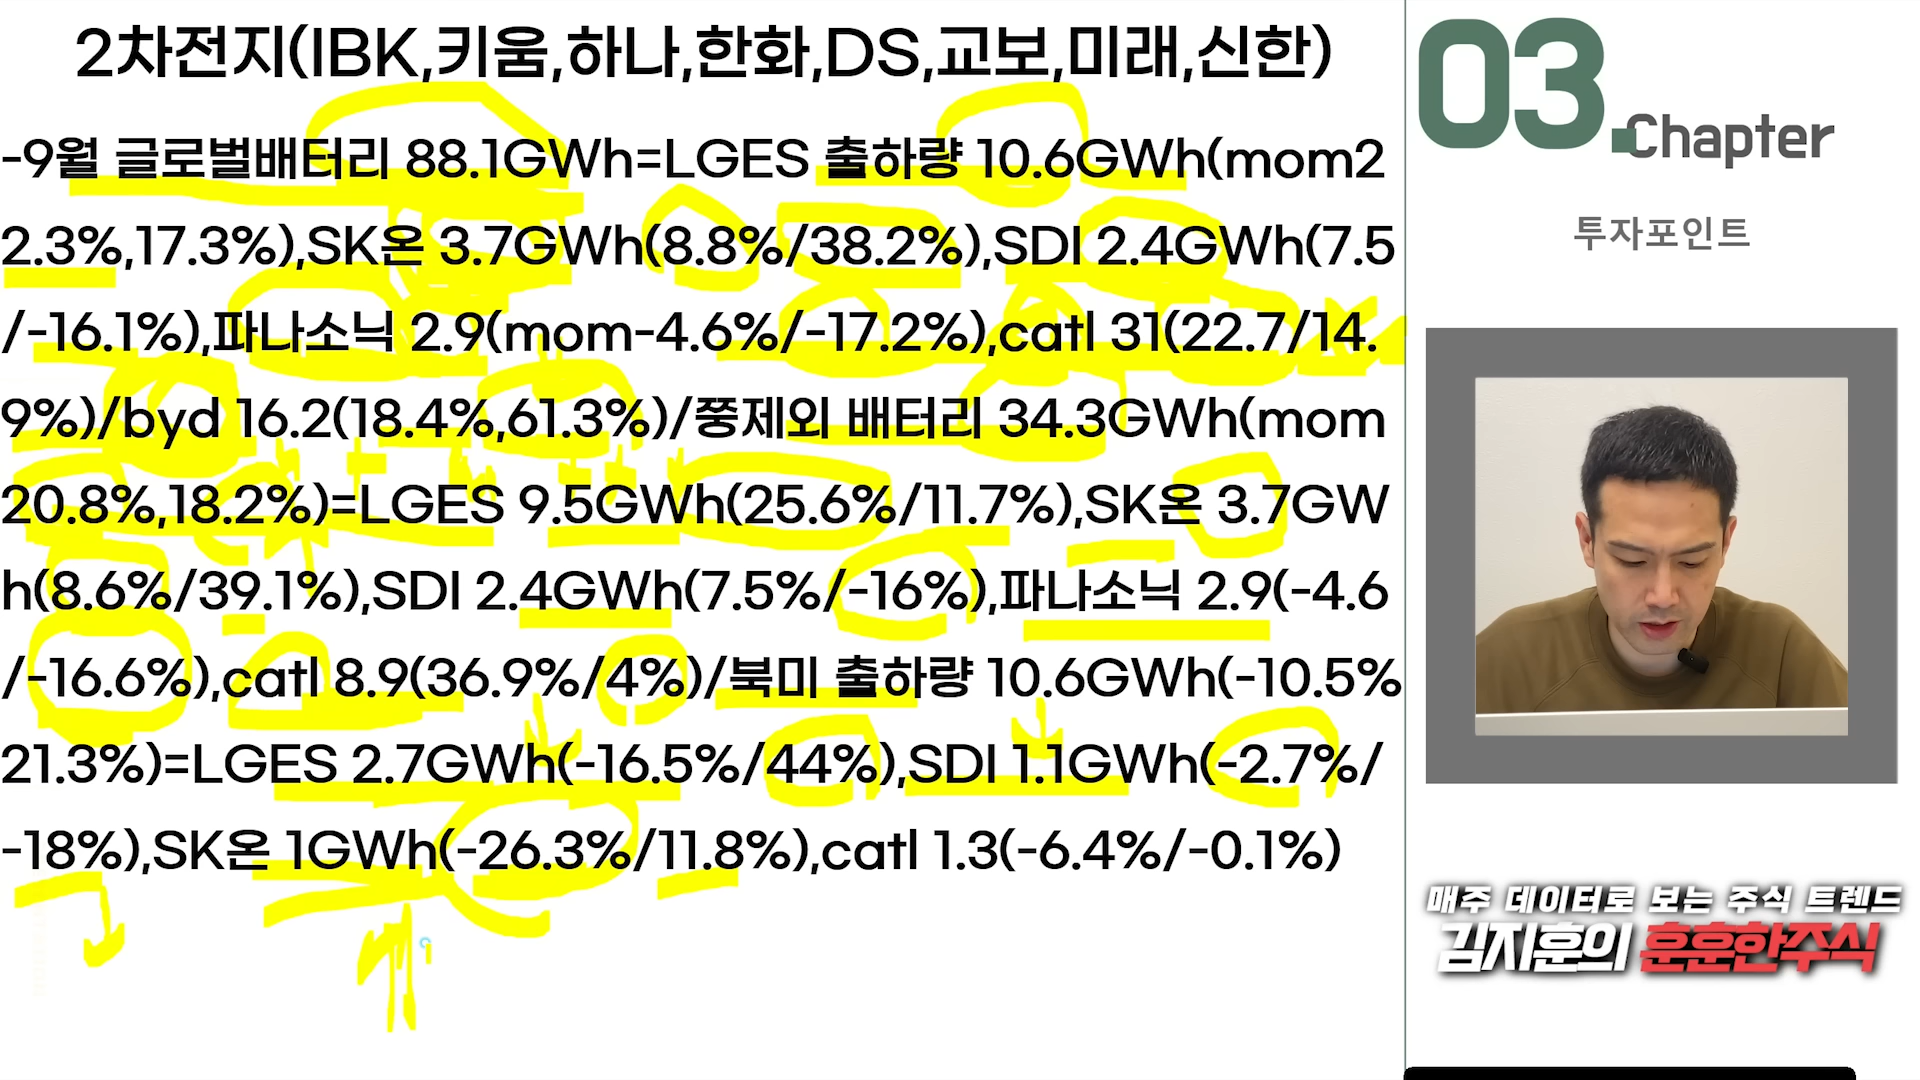 2차전지(IBK,키움,하나,한화,DS,교보,미래,신한)
-9월 글로벌배터리 88.1GWh=LGES 출하량 10.6GWh(mom2
2.3%,17.3%),SK온 3.7GWh(8.8%/38.2%),SDI 2.4GWh(7.5
/-16.1%),파나소닉 2.9(mom-4.6%/-17.2%),catl 31(22.7/14.
9%)/byd 16.2(18.4%,61.3%)/쭝제외 배터리 34.3GWh(mom
20.8%,18.2%)=LGES 9.5GWh(25.6%/11.7%),SK온 3.7GW
h(8.6%/39.1%),SDI 2.4GWh(7.5%/-16%),파나소닉 2.9(-4.6
/-16.6%),catl 8.9(36.9%/4%)/북미 출하량 10.6GWh(-10.5%
21.3%)=LGES 2.7GWh(-16.5%/44%),SDI 1.1GWh(-2.7%/
-18%),SK온 1GWh(-26.3%/11.8%),catl 1.3(-6.4%/-0.1%)
03.Chapter
투자포인트
매주 데이터로 보는 주식 트렌드
김지훈의 훈훈한주식